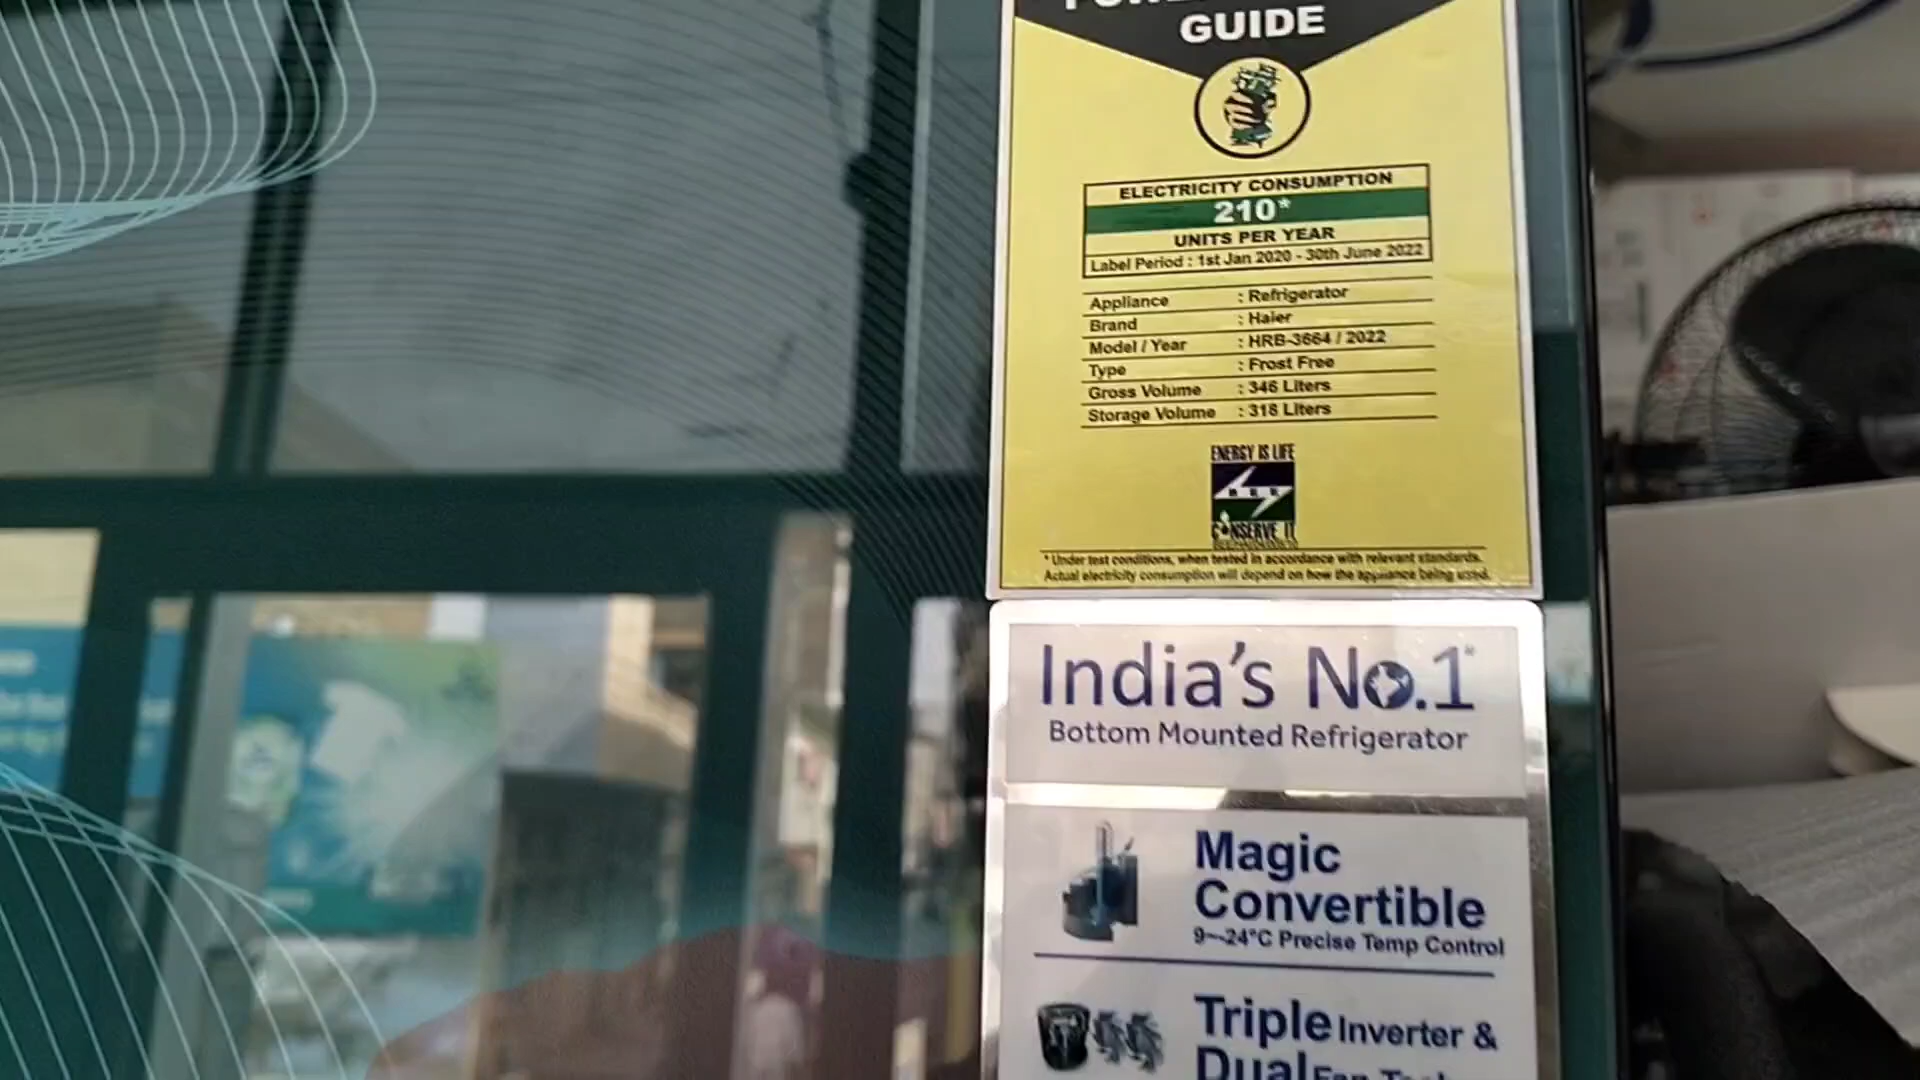 GUIDE
ELECTRICITY CONSUMPTION
210*
UNITS PER YEAR
Label Period : 1st Jan 2020 - 30th June 2022
Appliance : Refrigerator
Brand : Haier
Model / Year : HRB-3664 / 2022
Type : Frost Free
Gross Volume : 346 Liters
Storage Volume : 318 Liters
ENERGY IS LIFE
BEE
CONSERVE IT
* Under test conditions, when tested in accordance with relevant standards.
Actual electricity consumption will depend on how the appliance being used.
India's No.1*
Bottom Mounted Refrigerator
Magic
Convertible
9~-24°C Precise Temp Control
Triple Inverter &
Dual